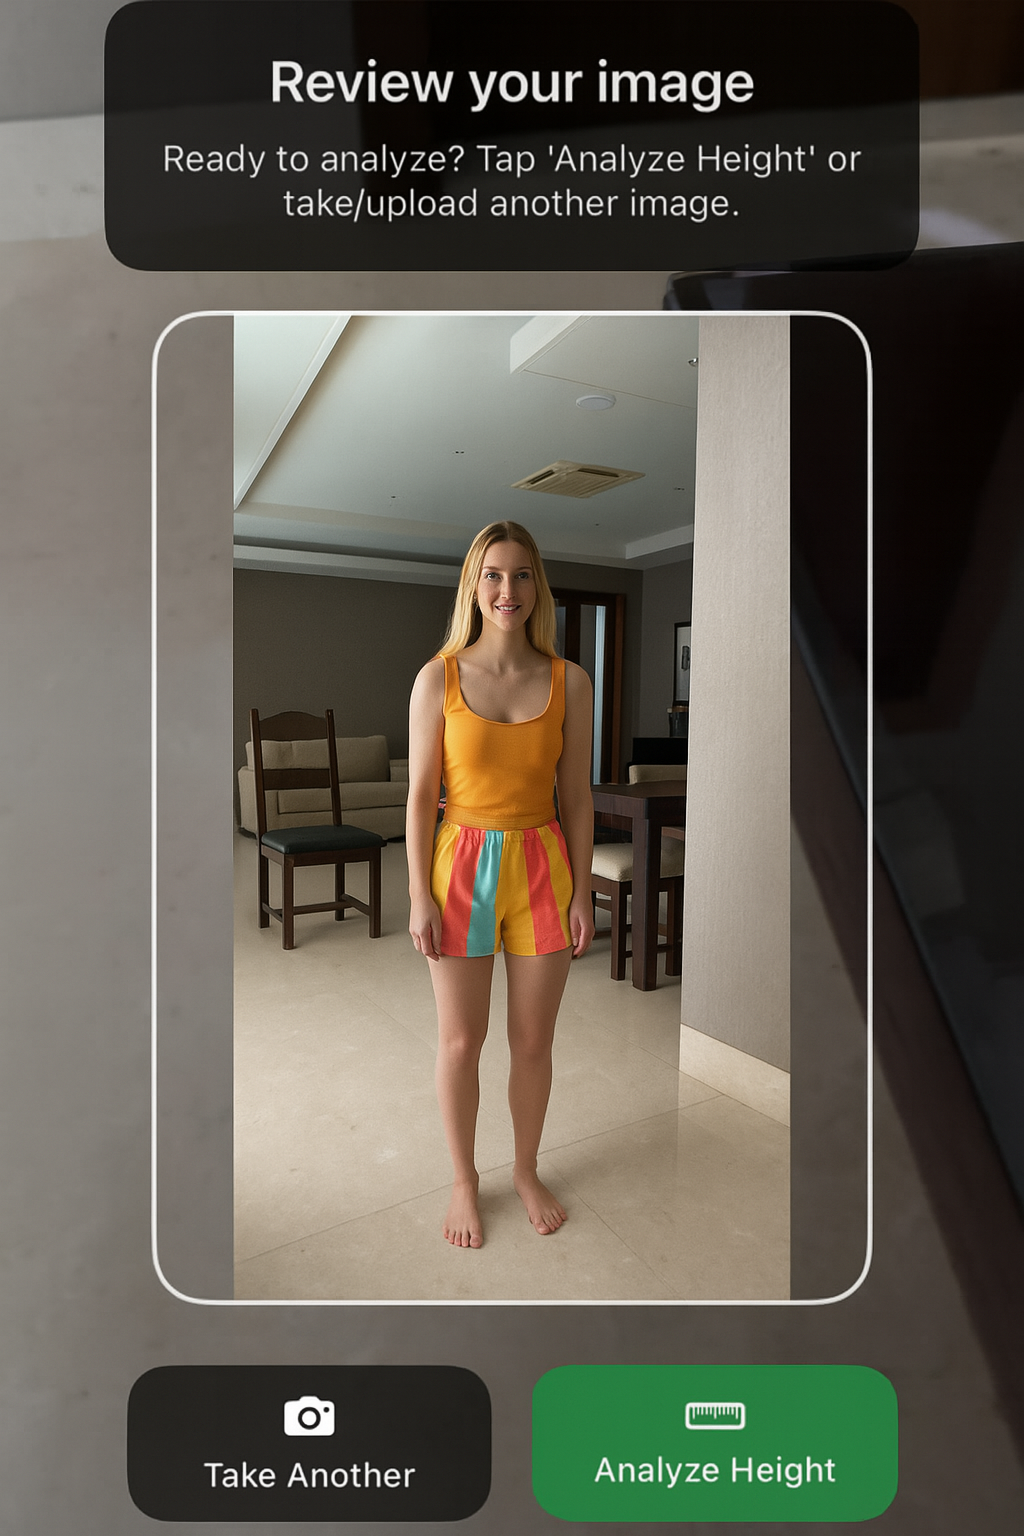 Review your image
Ready to analyze? Tap 'Analyze Height' or
take/upload another image.
Take Another
Analyze Height